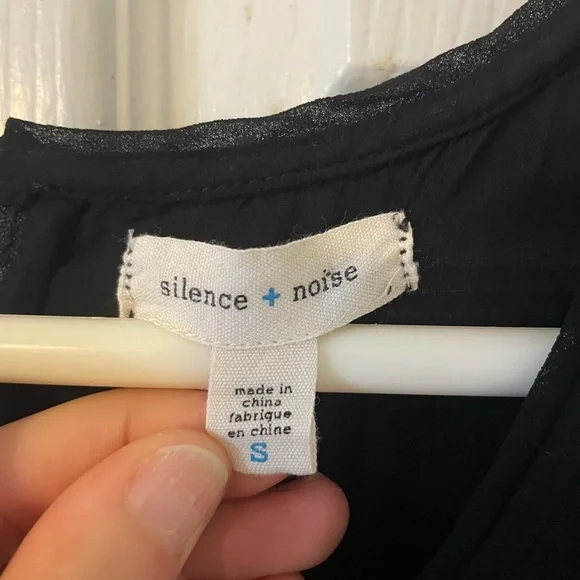 silence + noise
made in
china
fabrique
en chine
S